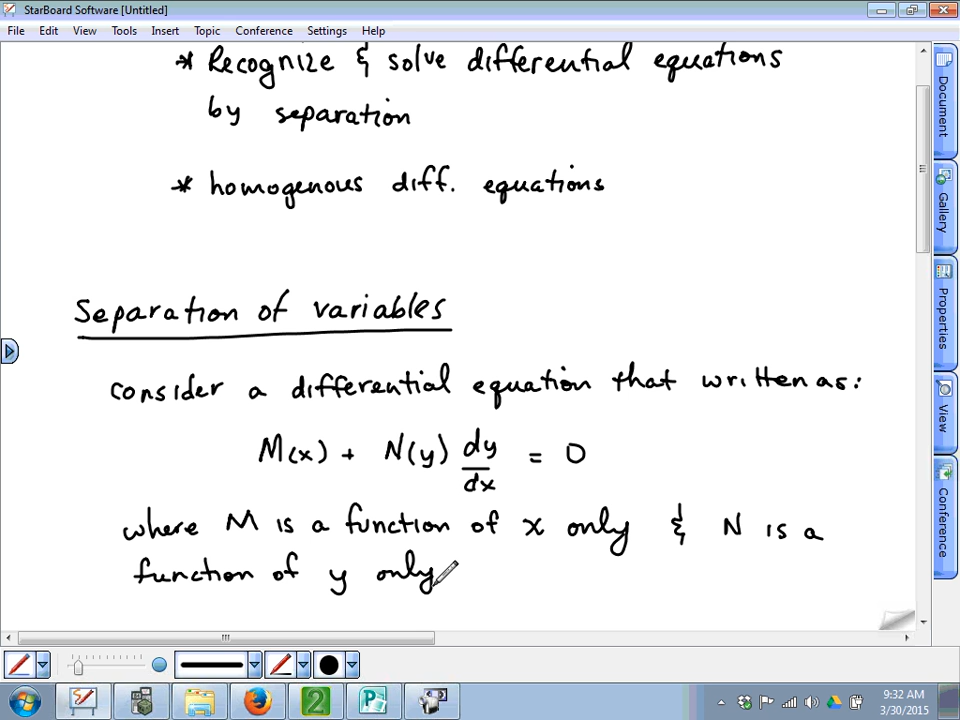 StarBoard Software [Untitled]
File Edit View Tools Insert Topic Conference Settings Help
* Recognize & solve differential equations
by separation
* homogenous diff. equations
Separation of variables
consider a differential equation that written as:
M(x) + N(y) dy/dx = 0
where M is a function of x only & N is a
function of y only
Document
Gallery
Properties
View
Conference
9:32 AM
3/30/2015